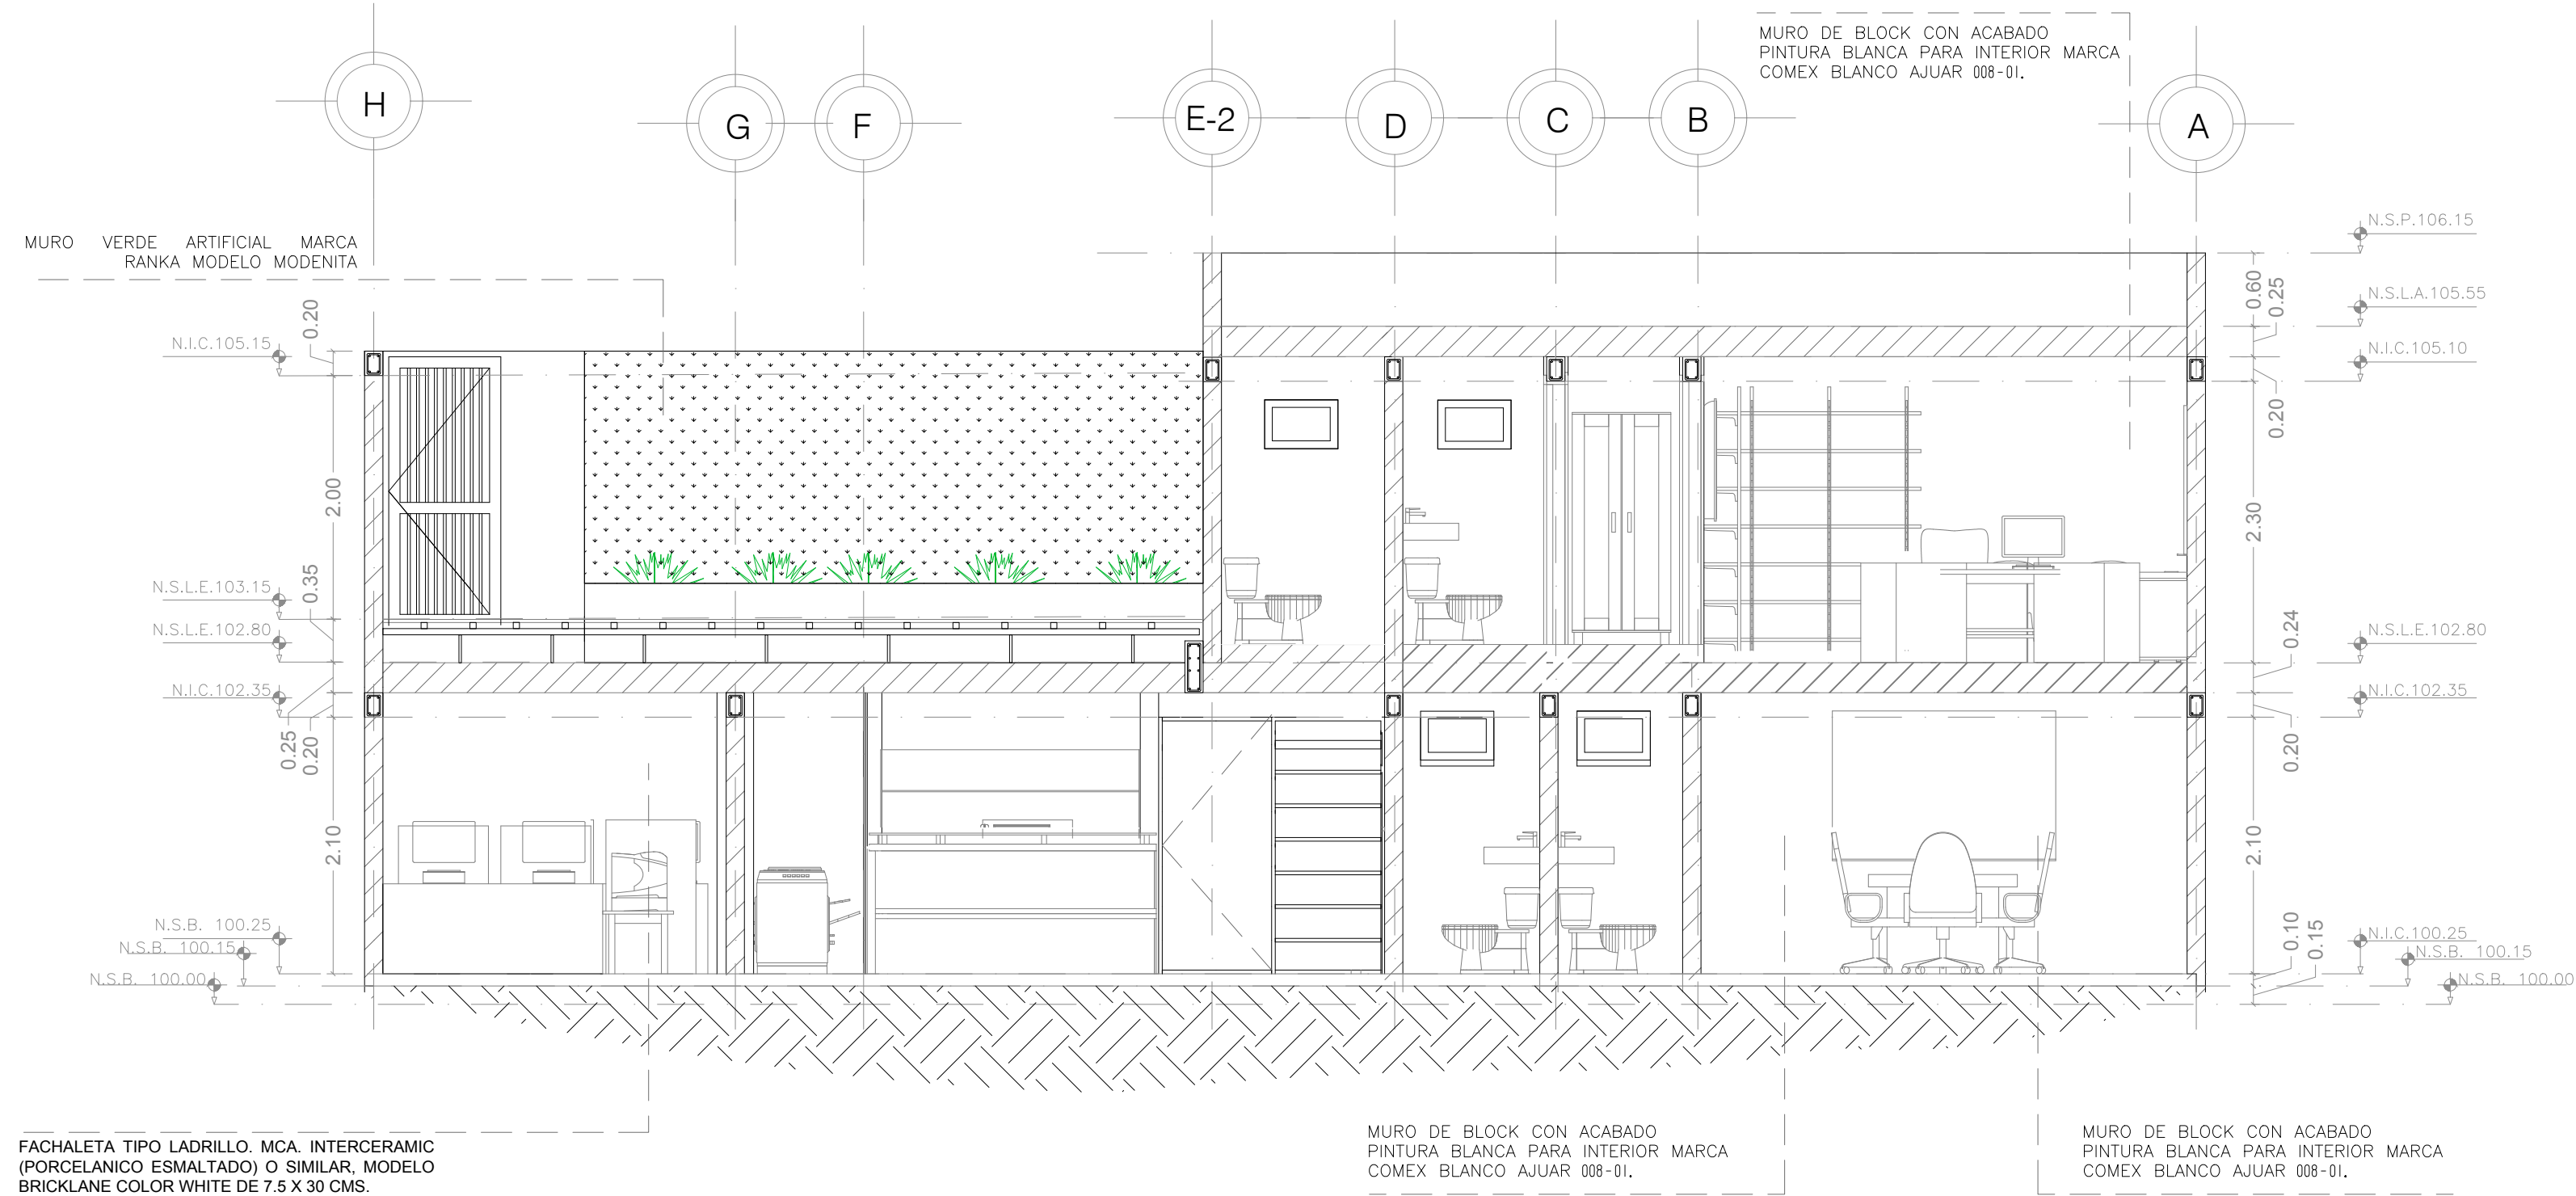 H
G
F
E-2
D
C
B
A
MURO DE BLOCK CON ACABADO
PINTURA BLANCA PARA INTERIOR MARCA
COMEX BLANCO AJUAR 008-01.
MURO VERDE ARTIFICIAL MARCA
RANKA MODELO MODENITA
N.I.C.105.15
N.S.L.E.103.15
N.S.L.E.102.80
N.I.C.102.35
N.S.B. 100.25
N.S.B. 100.15
N.S.B. 100.00
0.20
2.00
0.35
0.25
0.20
2.10
N.S.P.106.15
N.S.L.A.105.55
N.I.C.105.10
N.S.L.E.102.80
N.I.C.102.35
N.I.C.100.25
N.S.B. 100.15
N.S.B. 100.00
0.60
0.25
0.20
2.30
0.24
0.20
2.10
0.10
0.15
FACHALETA TIPO LADRILLO. MCA. INTERCERAMIC
(PORCELANICO ESMALTADO) O SIMILAR, MODELO
BRICKLANE COLOR WHITE DE 7.5 X 30 CMS.
MURO DE BLOCK CON ACABADO
PINTURA BLANCA PARA INTERIOR MARCA
COMEX BLANCO AJUAR 008-01.
MURO DE BLOCK CON ACABADO
PINTURA BLANCA PARA INTERIOR MARCA
COMEX BLANCO AJUAR 008-01.